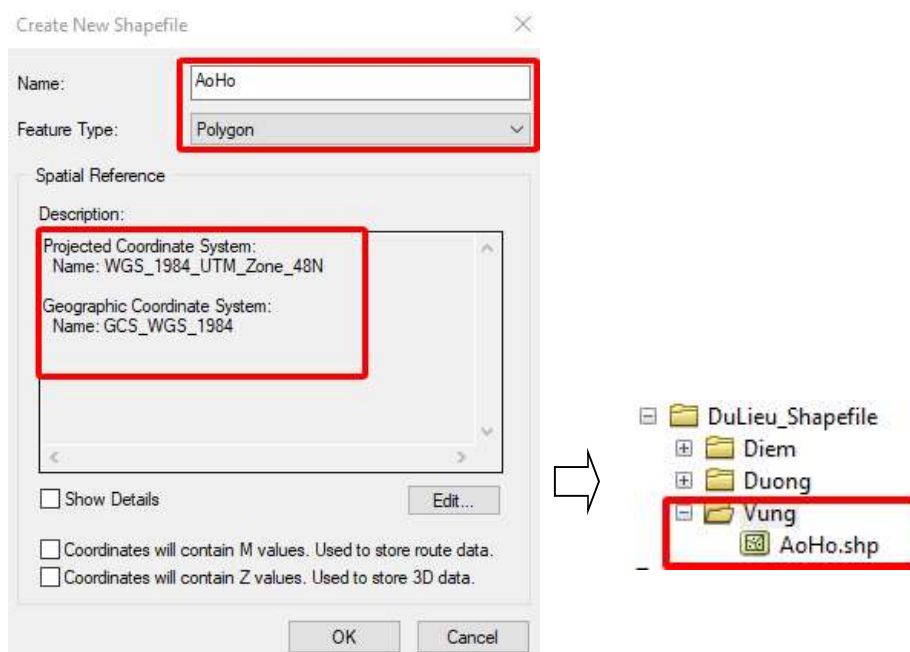 Create New Shapefile
Name:
AoHo
Feature Type:
Polygon
Spatial Reference
Description:
Projected Coordinate System:
Name: WGS_1984_UTM_Zone_48N
Geographic Coordinate System:
Name: GCS_WGS_1984
Show Details
Edit...
Coordinates will contain M values. Used to store route data.
Coordinates will contain Z values. Used to store 3D data.
OK
Cancel
DuLieu_Shapefile
Diem
Duong
Vung
AoHo.shp